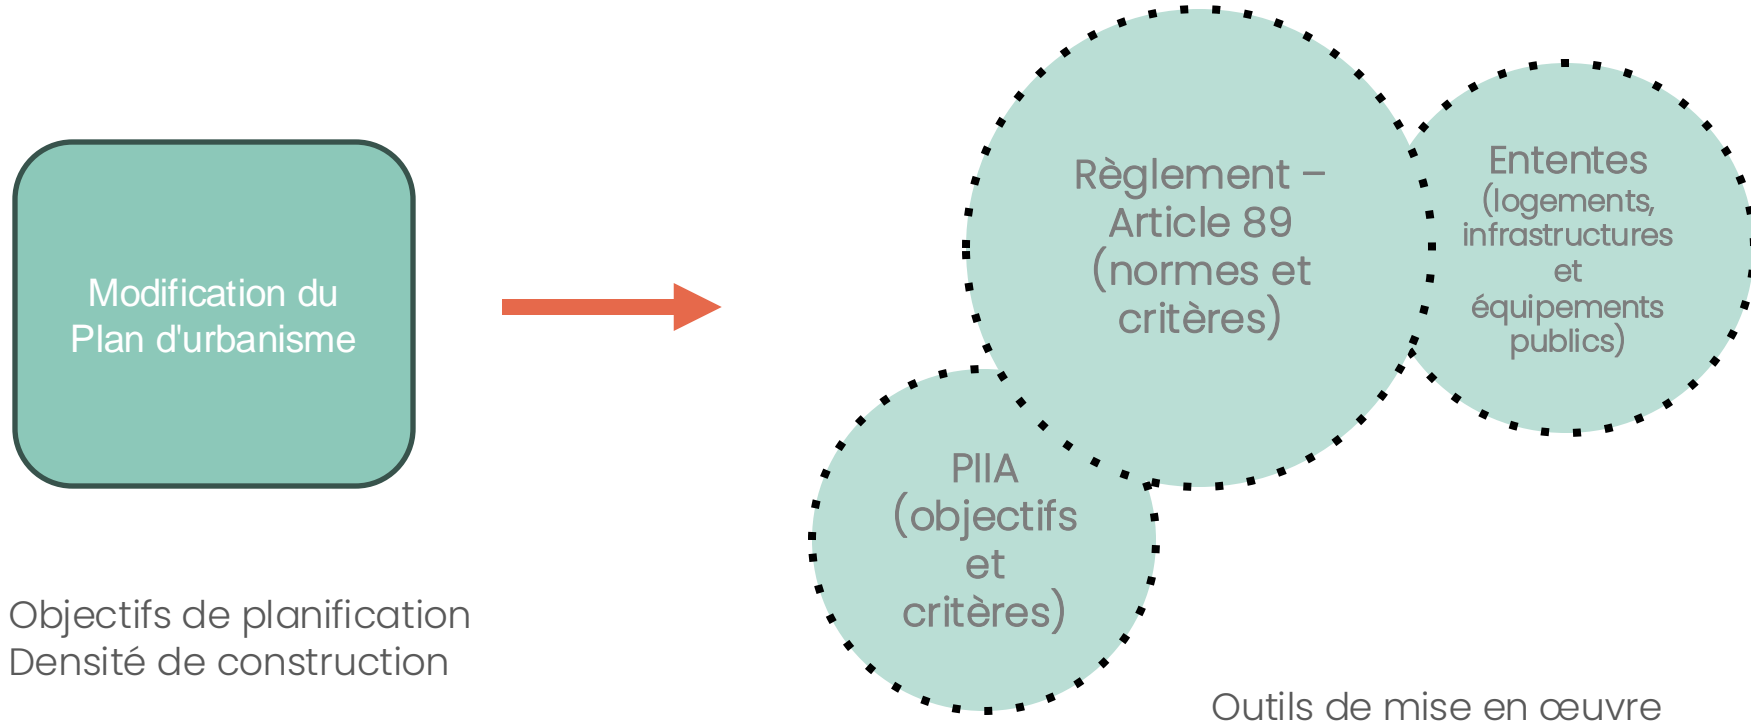 Modification du
Plan d'urbanisme
Objectifs de planification
Densité de construction
Règlement –
Article 89
(normes et
critères)
Ententes
(logements,
infrastructures
et
équipements
publics)
PIIA
(objectifs
et
critères)
Outils de mise en œuvre